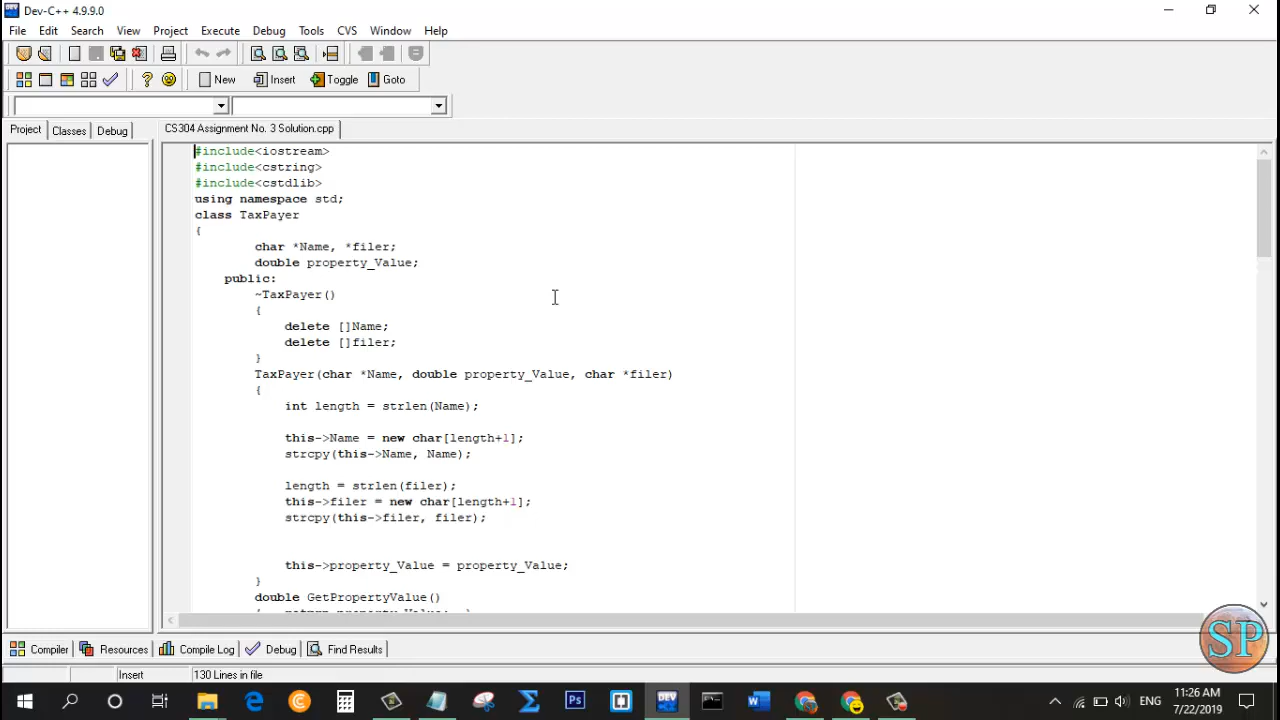 Dev-C++ 4.9.9.0
File Edit Search View Project Execute Debug Tools CVS Window Help
New Insert Toggle Goto
Project Classes Debug CS304 Assignment No. 3 Solution.cpp
#include<iostream>
#include<cstring>
#include<cstdlib>
using namespace std;
class TaxPayer
{
char *Name, *filer;
double property_Value;
public:
~TaxPayer()
{
delete []Name;
delete []filer;
}
TaxPayer(char *Name, double property_Value, char *filer)
{
int length = strlen(Name);
this->Name = new char[length+1];
strcpy(this->Name, Name);
length = strlen(filer);
this->filer = new char[length+1];
strcpy(this->filer, filer);
this->property_Value = property_Value;
}
double GetPropertyValue()
{ return property_Value; }
Compiler Resources Compile Log Debug Find Results
Insert 130 Lines in file
SP
ENG 11:26 AM
7/22/2019